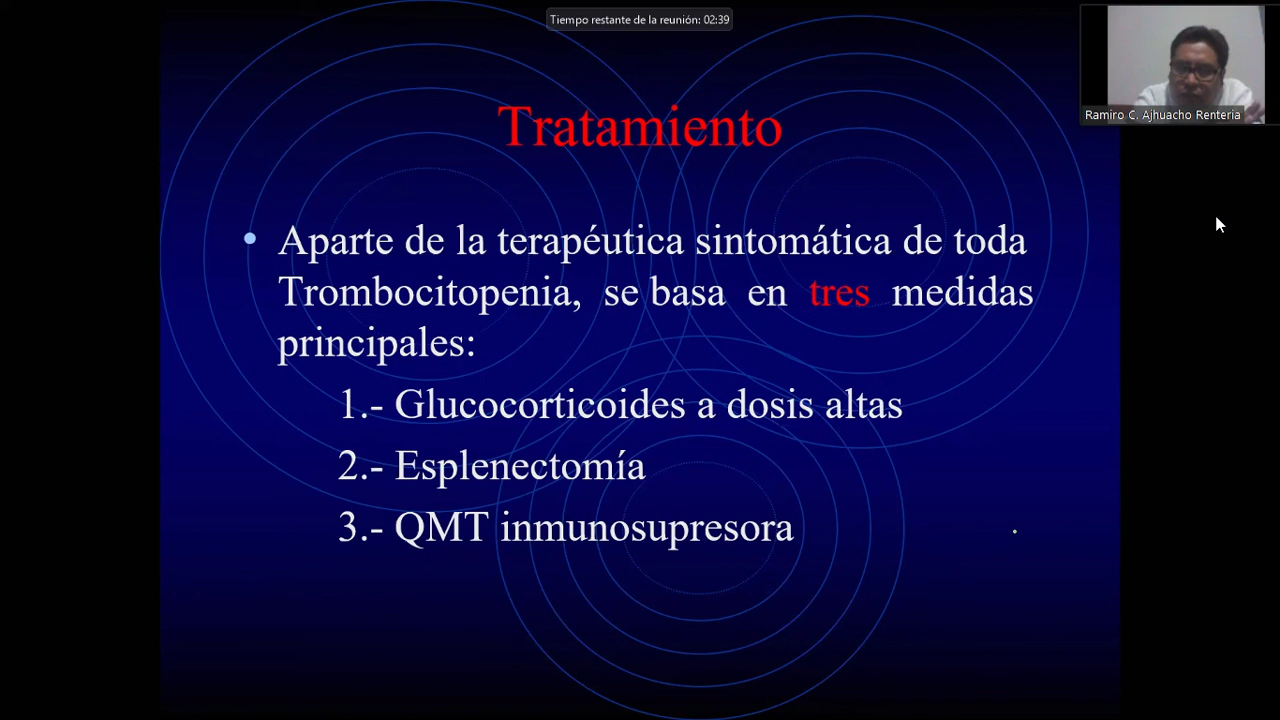 Tiempo restante de la reunión: 02:39
Ramiro C. Ajhuacho Renteria
Tratamiento
• Aparte de la terapéutica sintomática de toda
Trombocitopenia, se basa en tres medidas
principales:
1.- Glucocorticoides a dosis altas
2.- Esplenectomía
3.- QMT inmunosupresora